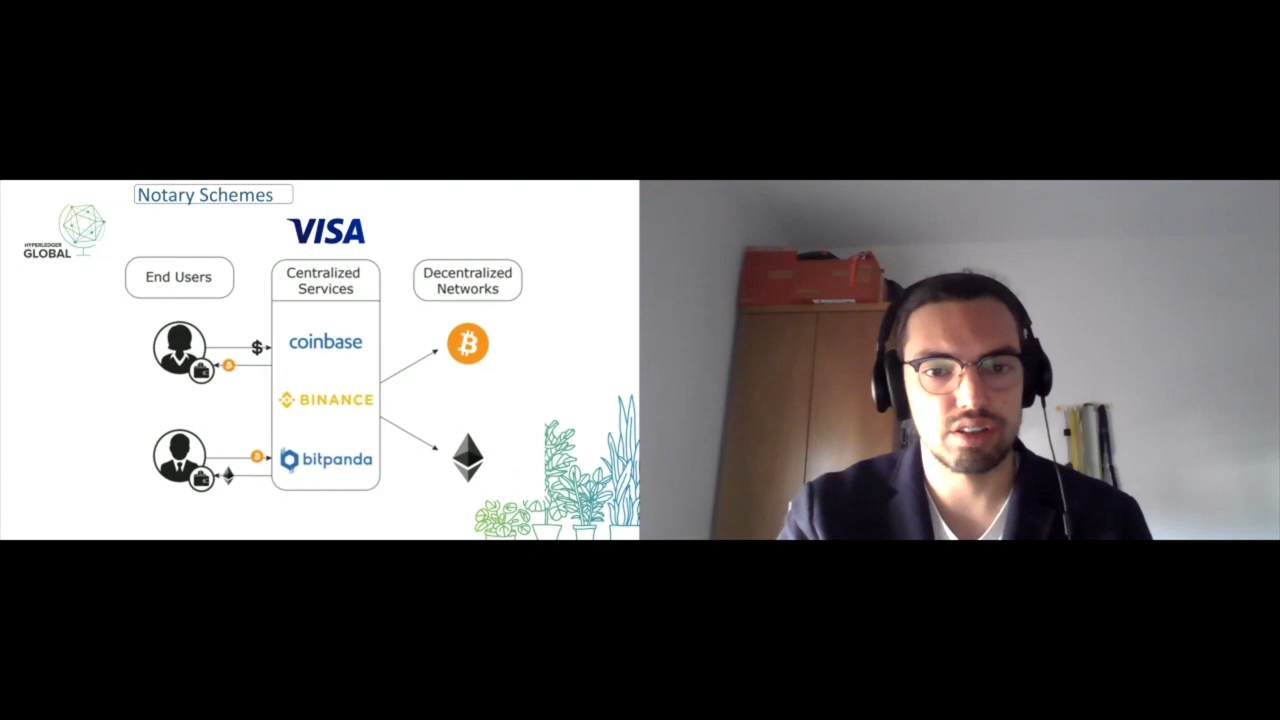 Notary Schemes
HYPERLEDGER
GLOBAL
VISA
End Users
Centralized
Services
Decentralized
Networks
$
coinbase
BINANCE
bitpanda